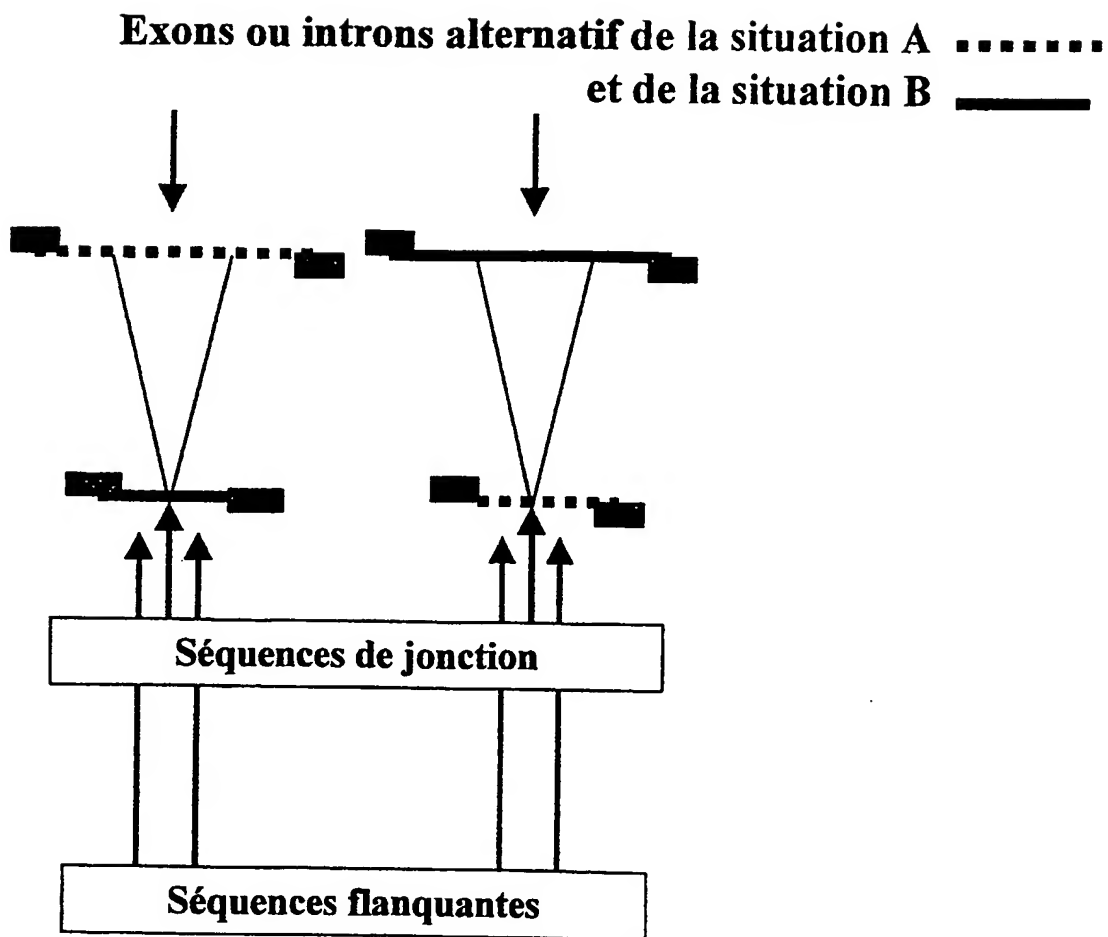 Exons ou introns alternatif de la situation A
et de la situation B
Séquences de jonction
Séquences flanquantes